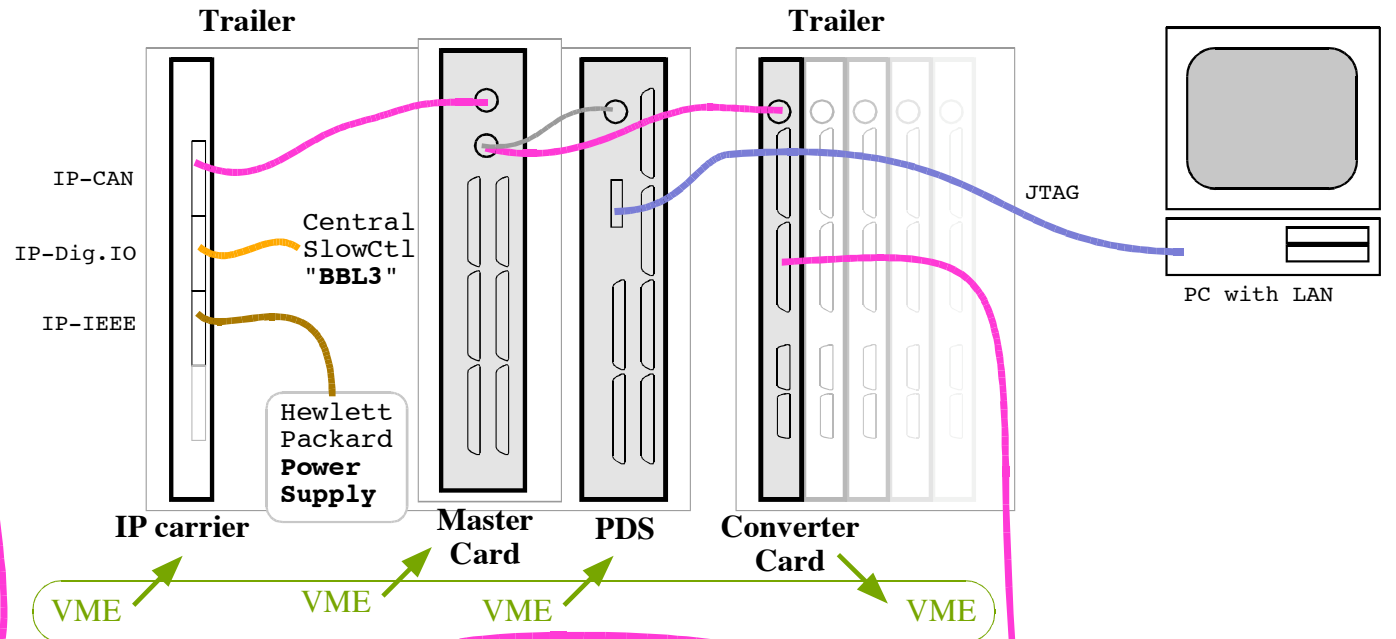 Trailer
Trailer
IP-CAN
IP-Dig.IO
IP-IEEE
Central
SlowCtl
"BBL3"
Hewlett
Packard
Power
Supply
JTAG
PC with LAN
IP carrier
Master
Card
PDS
Converter
Card
VME
VME
VME
VME